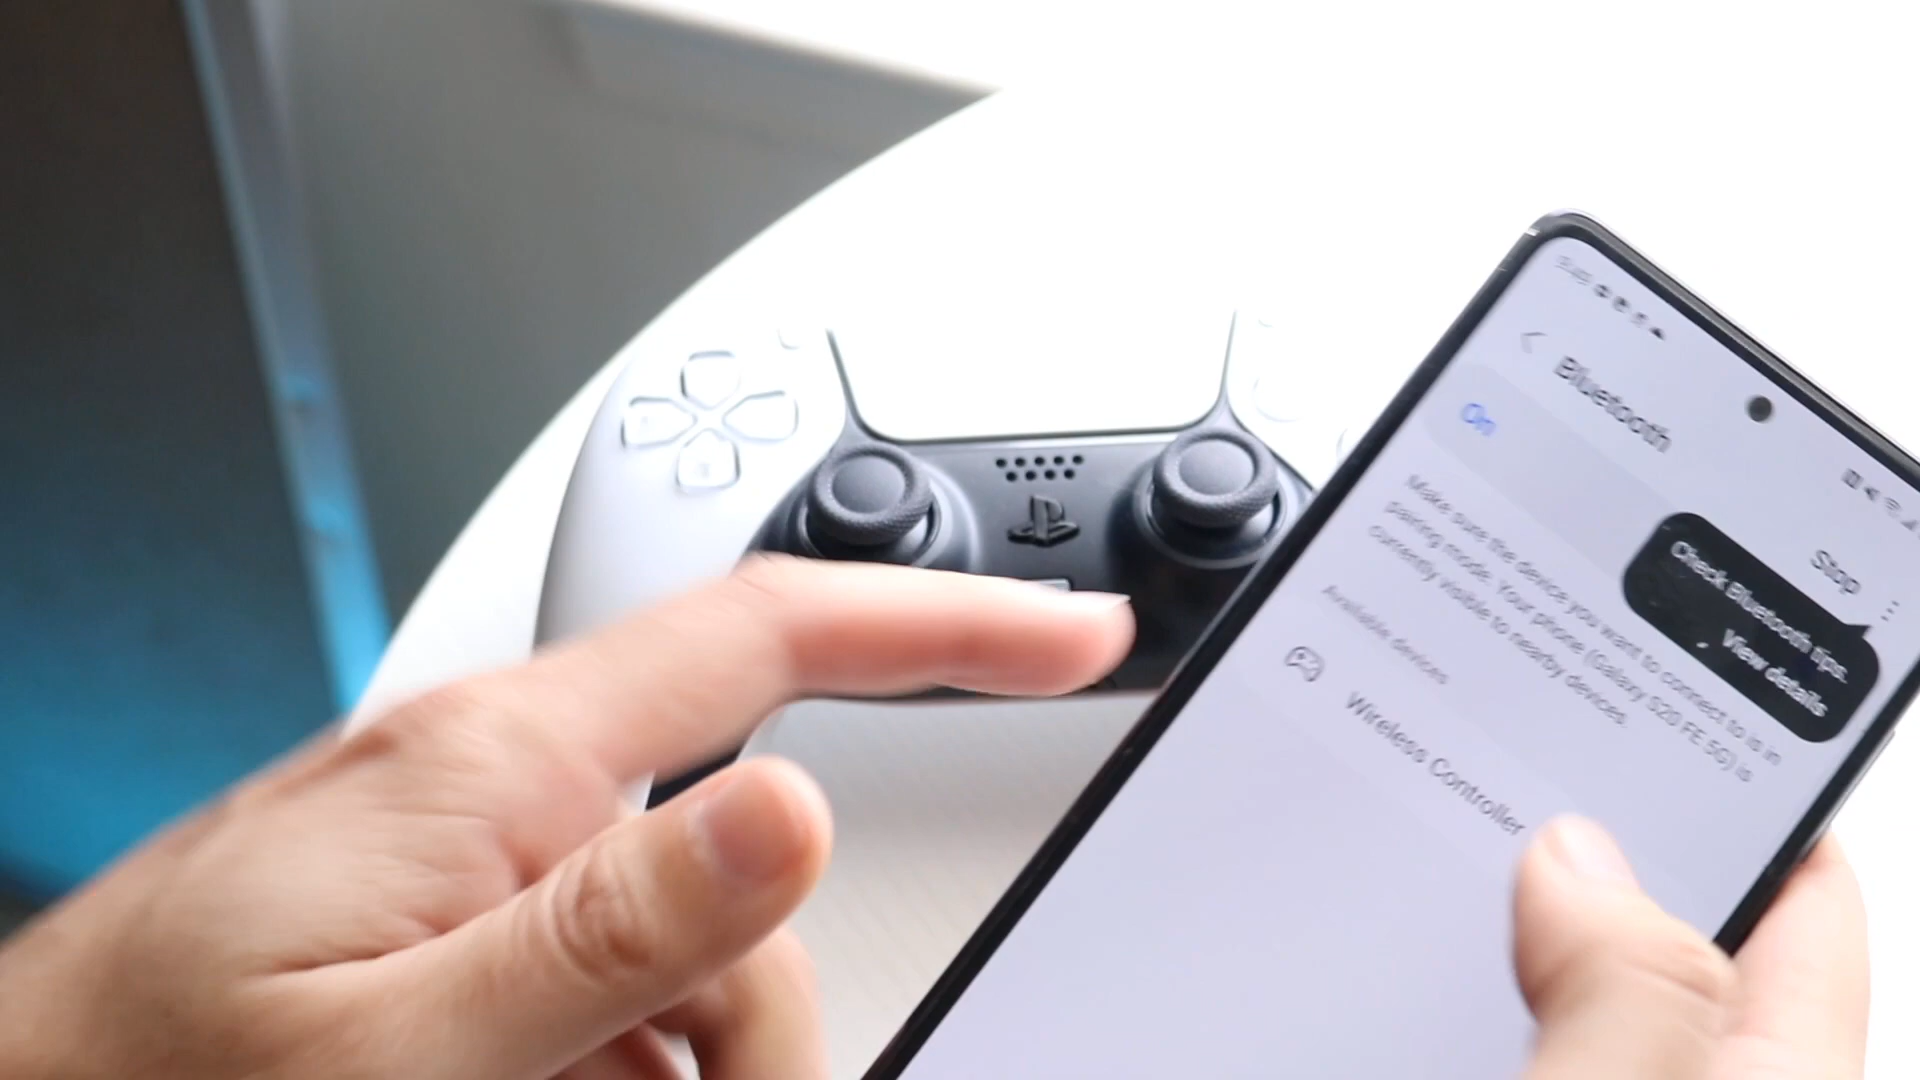 Bluetooth
On
Stop
Check Bluetooth tips.
View details
Make sure the device you want to connect to is in
pairing mode. Your phone (Galaxy S20 FE 5G) is
currently visible to nearby devices.
Available devices
Wireless Controller